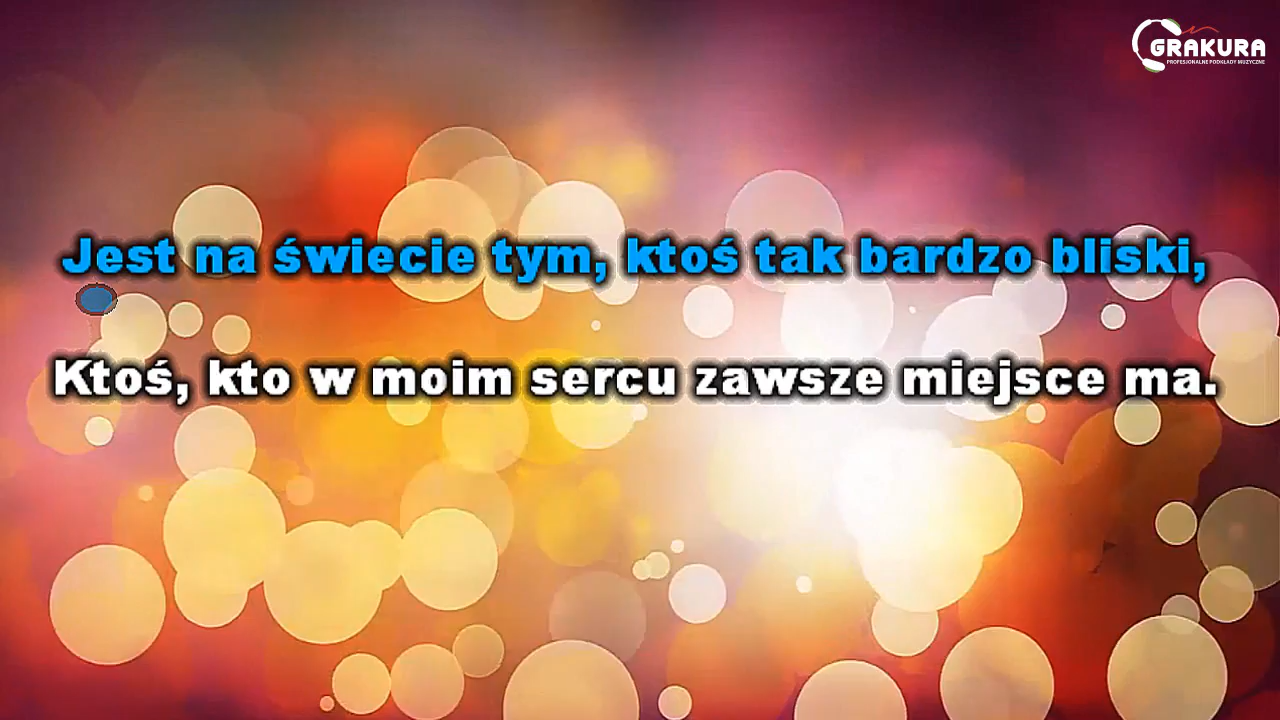 GRAKURA
PROFESJONALNE PODKŁADY MUZYCZNE
Jest na świecie tym, ktoś tak bardzo bliski,
Ktoś, kto w moim sercu zawsze miejsce ma.